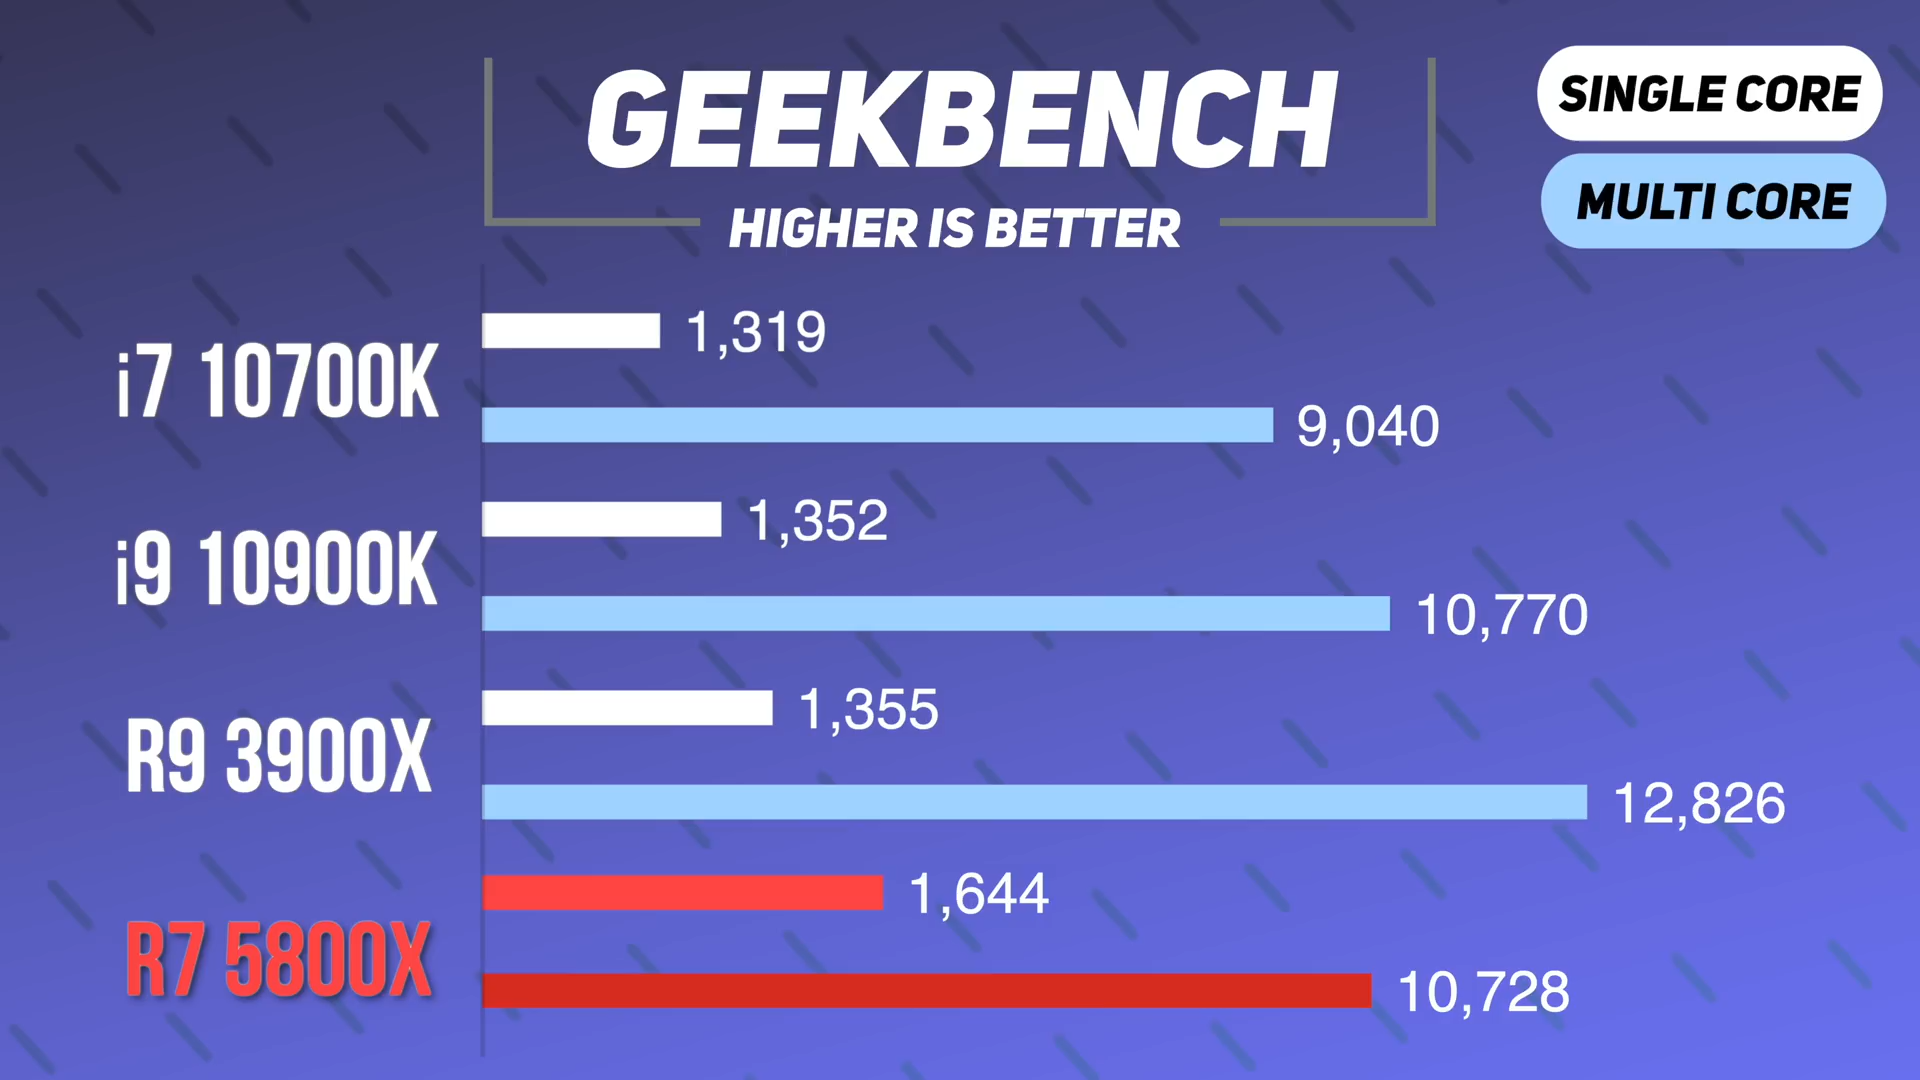 GEEKBENCH
HIGHER IS BETTER
SINGLE CORE
MULTI CORE
i7 10700K
1,319
9,040
i9 10900K
1,352
10,770
R9 3900X
1,355
12,826
R7 5800X
1,644
10,728